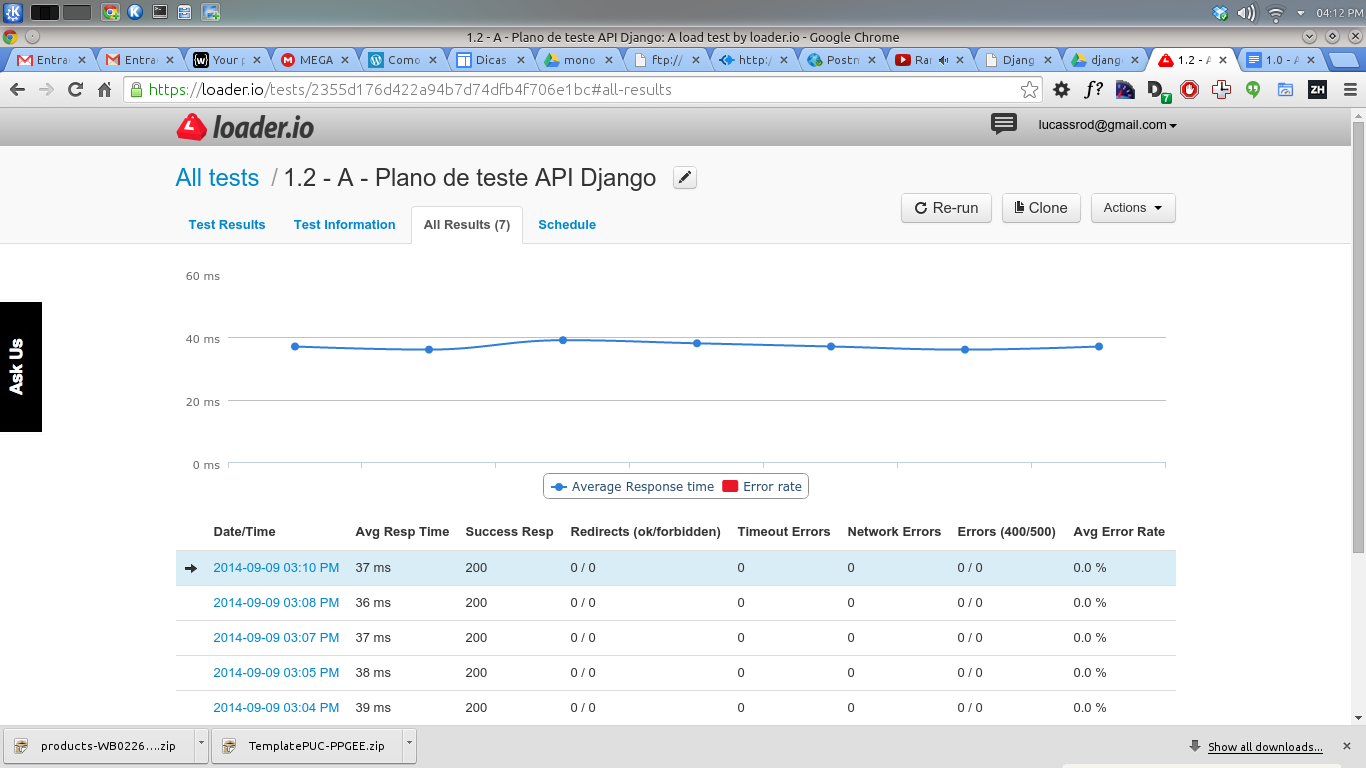 04:12 PM
1.2 - A - Plano de teste API Django: A load test by loader.io - Google Chrome
Entra
Entra
Your p
MEGA
Como
Dicas
mono
ftp://
http:/
Postm
Ra
Djang
djang
1.2 - A
1.0 - A
https://loader.io/tests/2355d176d422a94b7d74dfb4f706e1bc#all-results
f?
D 7
ZH
loader.io
lucassrod@gmail.com
All tests / 1.2 - A - Plano de teste API Django
Re-run Clone Actions
Test Results Test Information All Results (7) Schedule
60 ms
40 ms
20 ms
0 ms
Ask Us
Average Response time Error rate
Date/Time Avg Resp Time Success Resp Redirects (ok/forbidden) Timeout Errors Network Errors Errors (400/500) Avg Error Rate
2014-09-09 03:10 PM 37 ms 200 0 / 0 0 0 0 / 0 0.0 %
2014-09-09 03:08 PM 36 ms 200 0 / 0 0 0 0 / 0 0.0 %
2014-09-09 03:07 PM 37 ms 200 0 / 0 0 0 0 / 0 0.0 %
2014-09-09 03:05 PM 38 ms 200 0 / 0 0 0 0 / 0 0.0 %
2014-09-09 03:04 PM 39 ms 200 0 / 0 0 0 0 / 0 0.0 %
products-WB0226....zip
TemplatePUC-PPGEE.zip
Show all downloads...